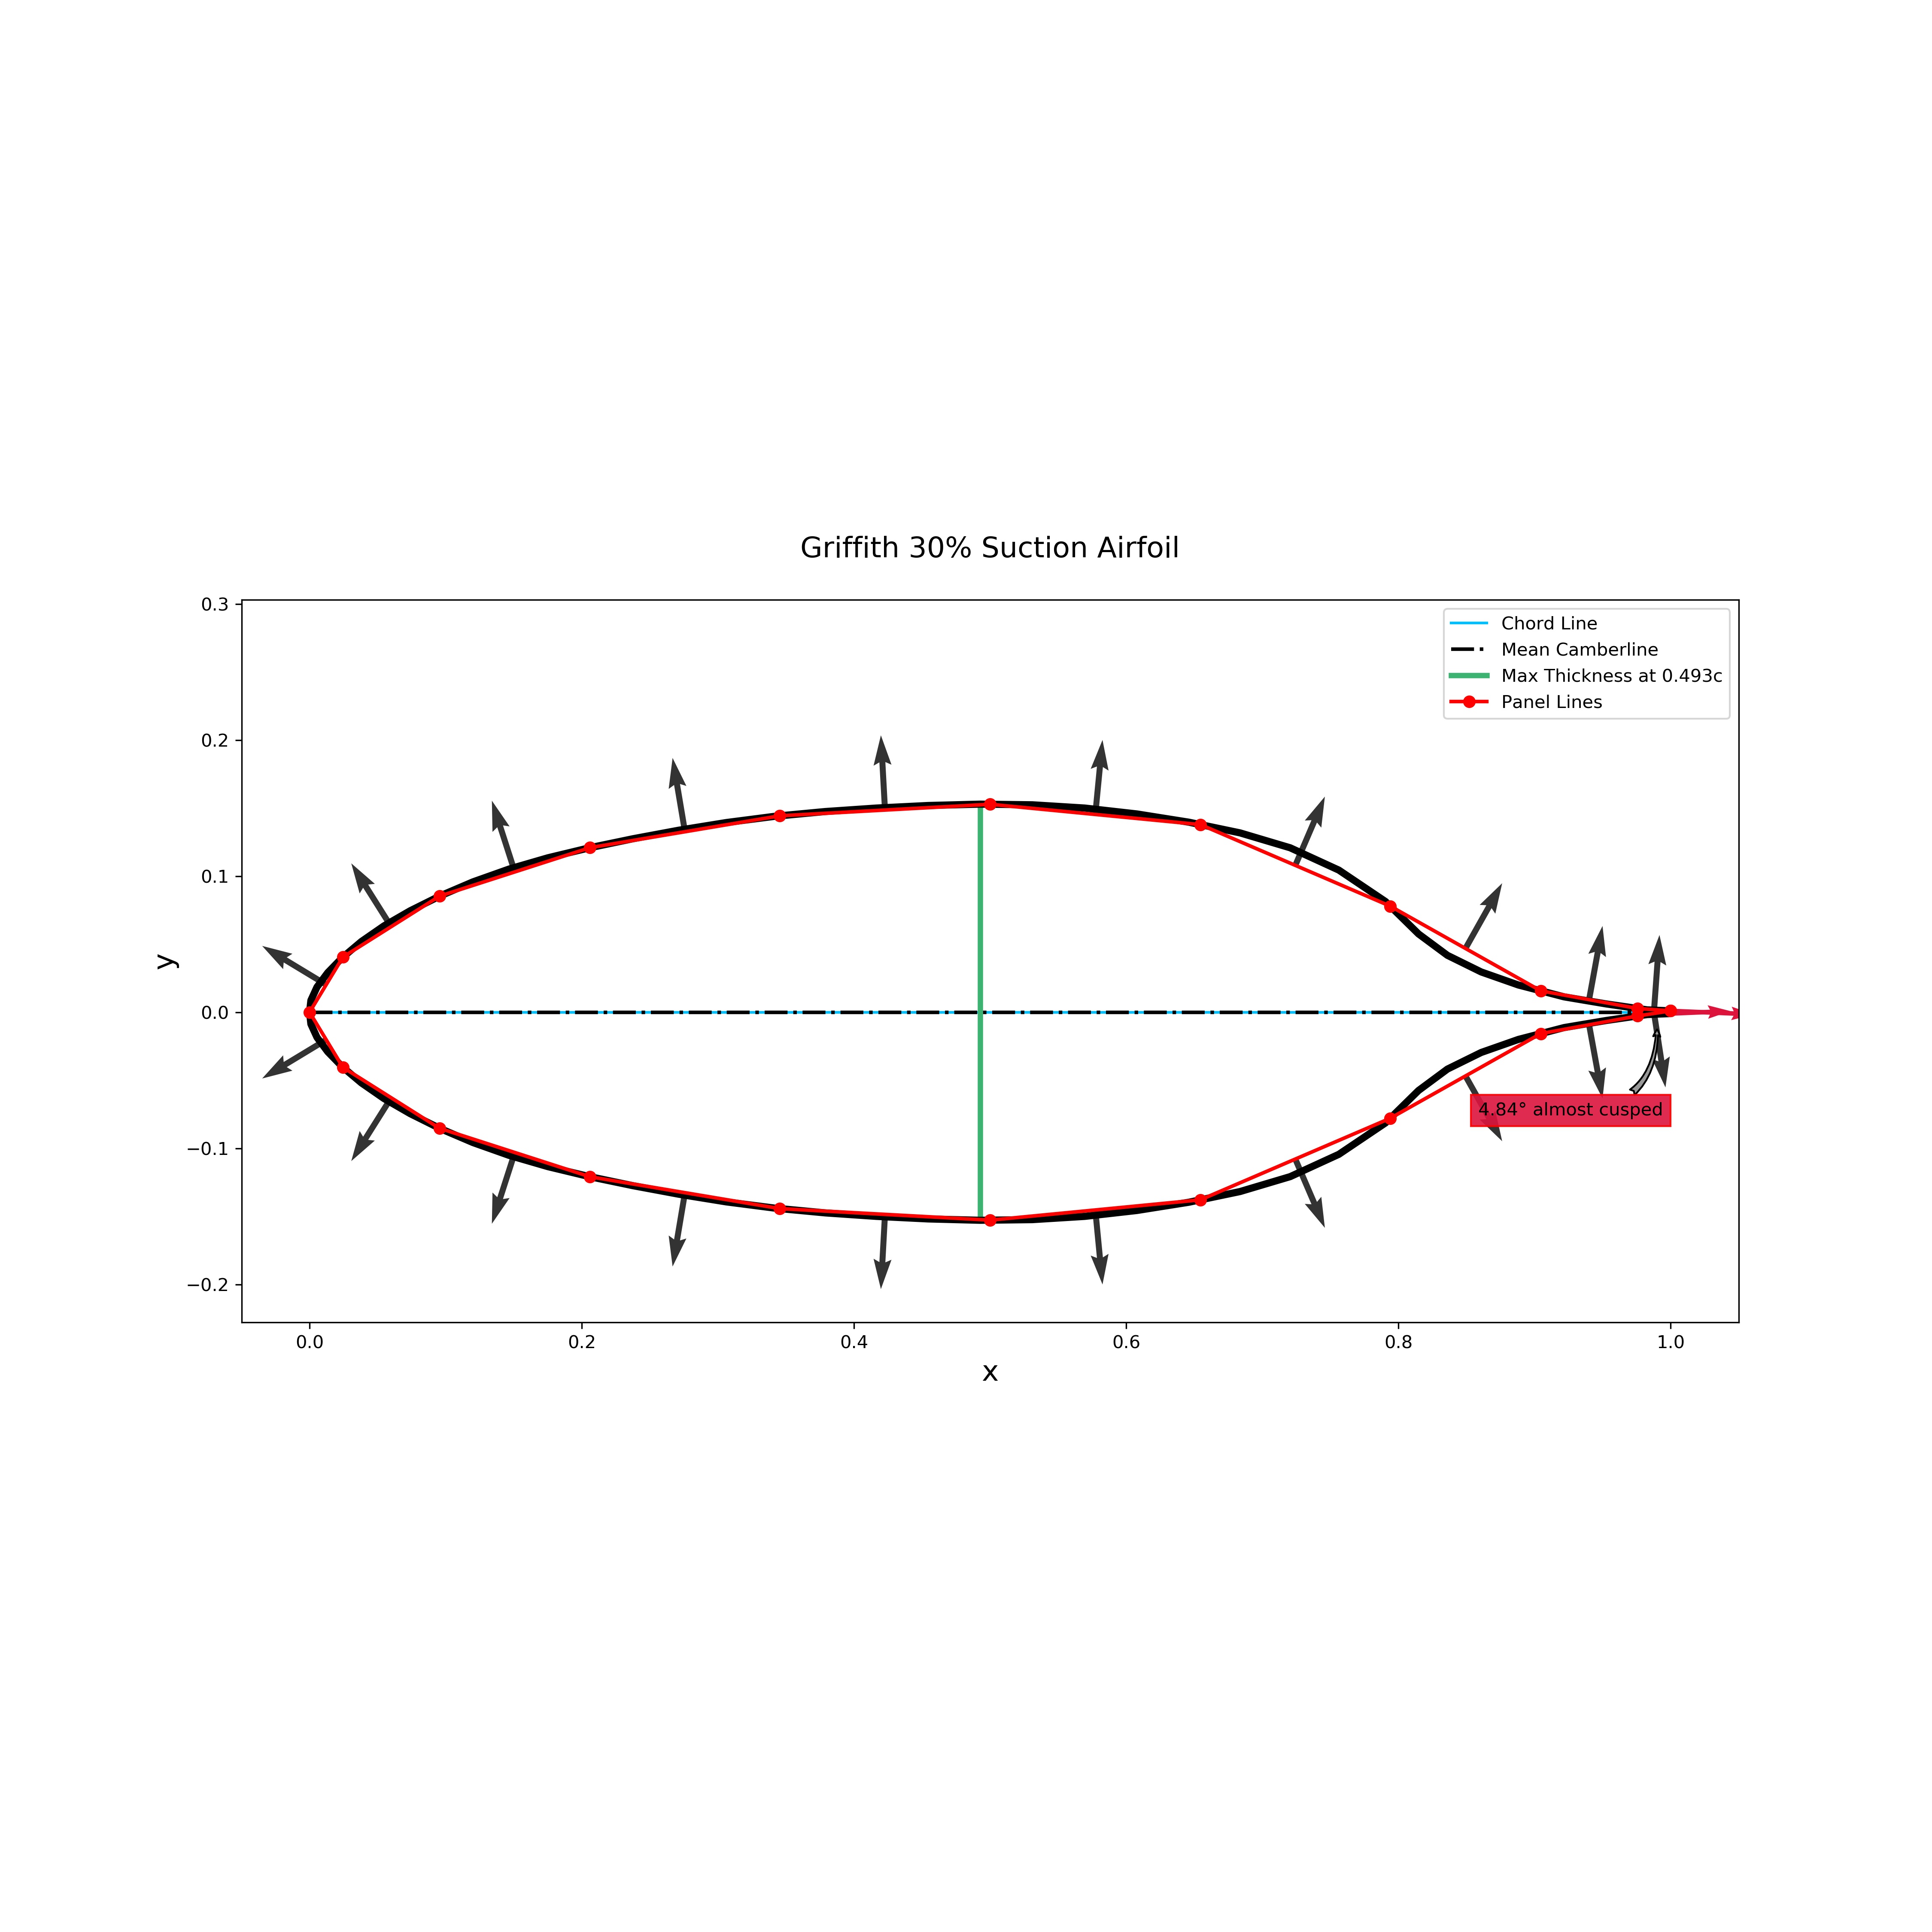 Griffith 30% Suction Airfoil
Chord Line
Mean Camberline
Max Thickness at 0.493c
Panel Lines
0.3
0.2
0.1
0.0
−0.1
−0.2
y
4.84° almost cusped
0.0 0.2 0.4 0.6 0.8 1.0
x